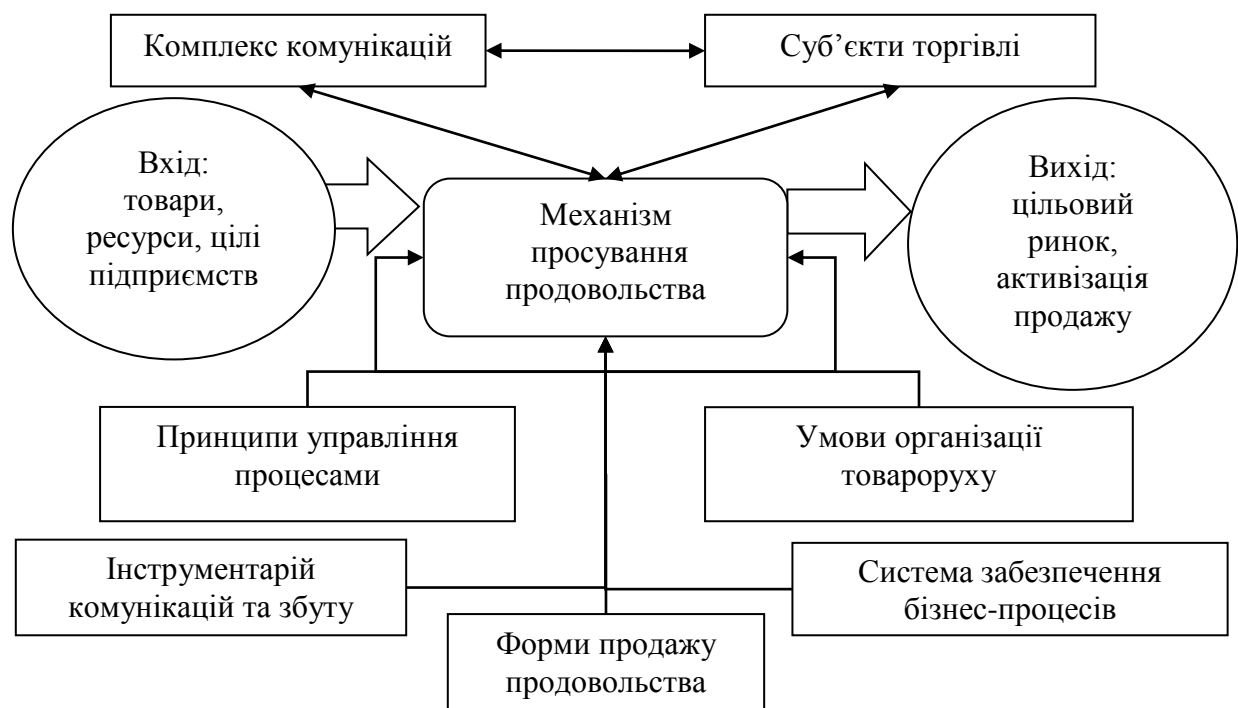 Комплекс комунікацій
Суб’єкти торгівлі
Вхід:
товари,
ресурси, цілі
підприємств
Механізм
просування
продовольства
Вихід:
цільовий
ринок,
активізація
продажу
Принципи управління
процесами
Умови організації
товароруху
Інструментарій
комунікацій та збуту
Форми продажу
продовольства
Система забезпечення
бізнес-процесів